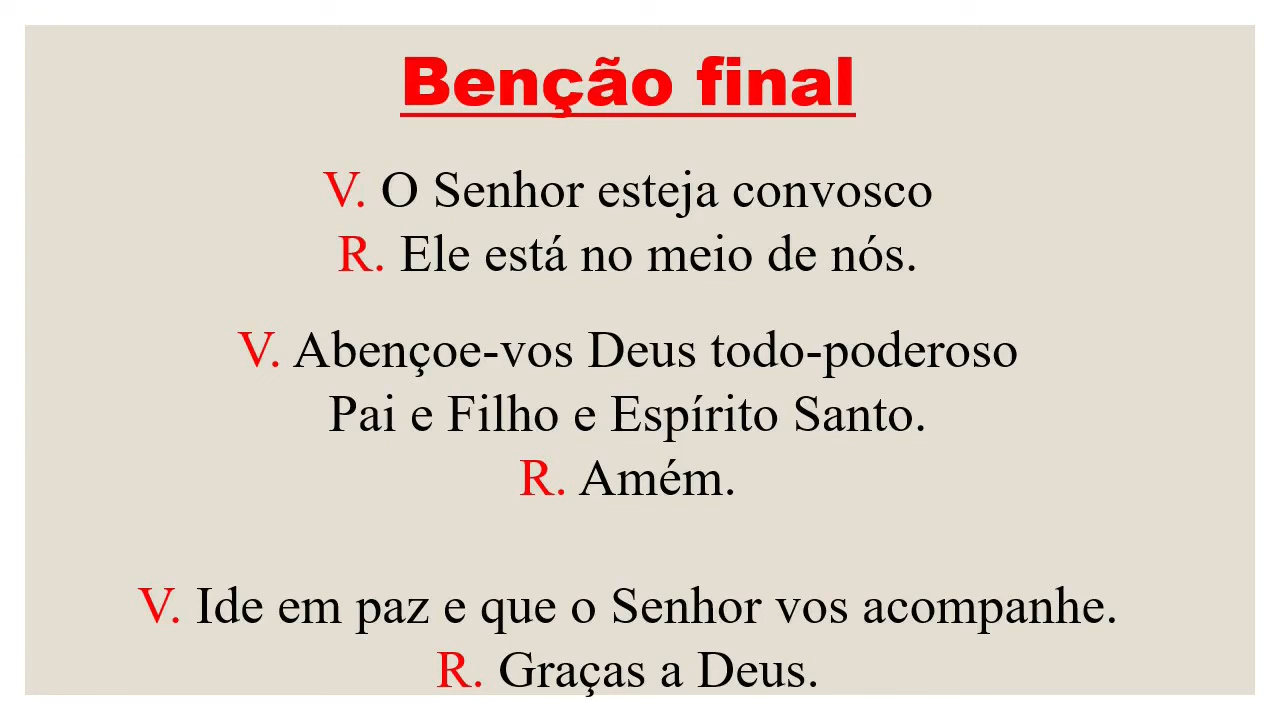 Benção final
V. O Senhor esteja convosco
R. Ele está no meio de nós.
V. Abençoe-vos Deus todo-poderoso
Pai e Filho e Espírito Santo.
R. Amém.
V. Ide em paz e que o Senhor vos acompanhe.
R. Graças a Deus.